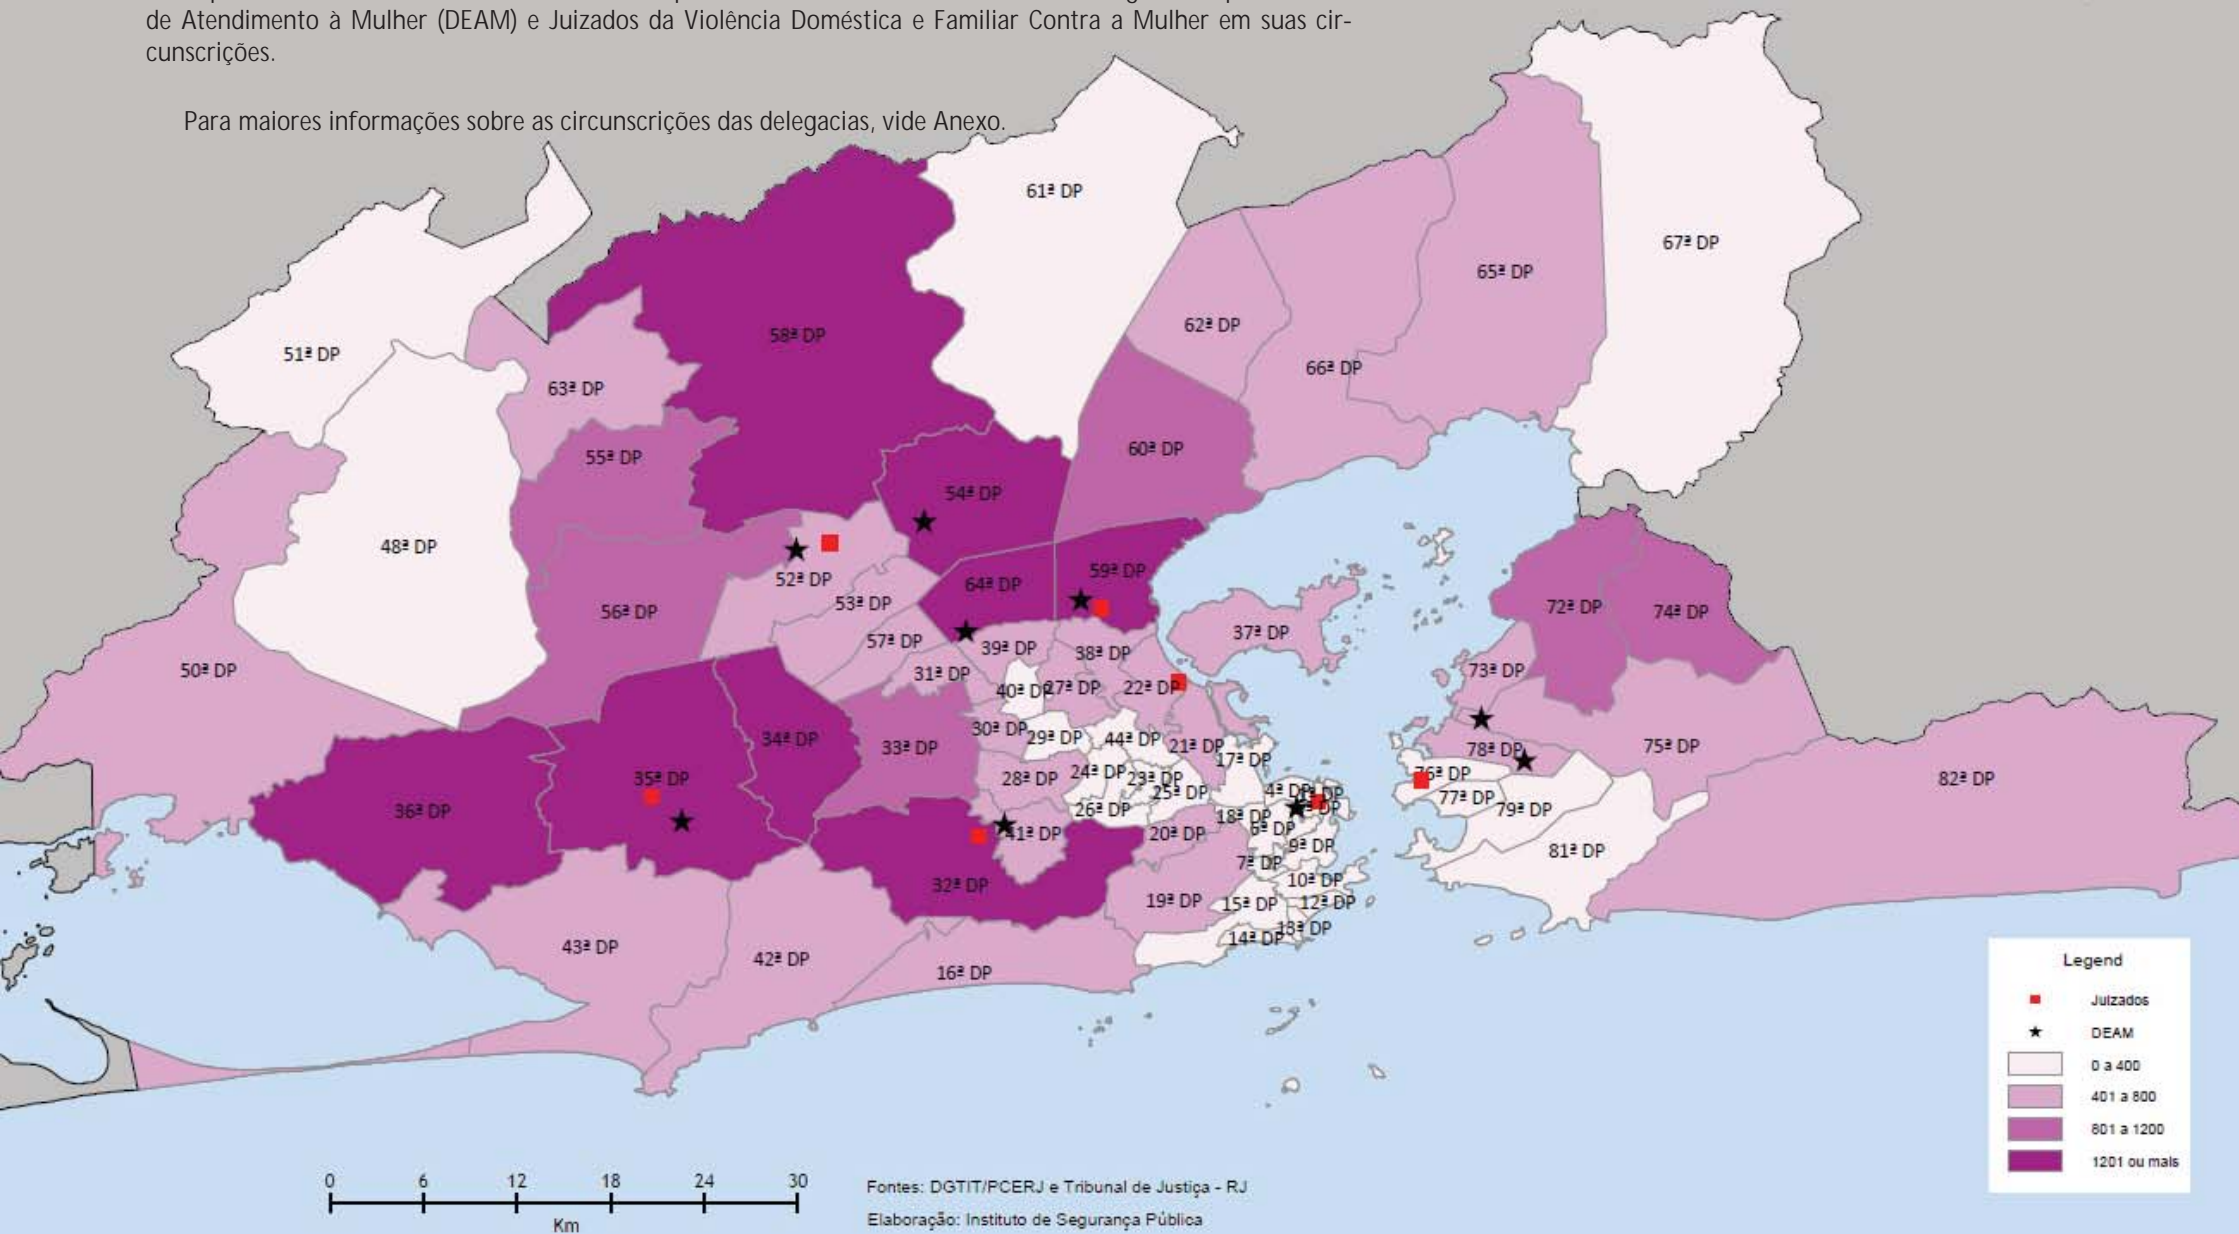 de Atendimento à Mulher (DEAM) e Juizados da Violência Doméstica e Familiar Contra a Mulher em suas cir-
cunscrições.
Para maiores informações sobre as circunscrições das delegacias, vide Anexo.
61ª DP
67ª DP
65ª DP
62ª DP
58ª DP
51ª DP
66ª DP
63ª DP
60ª DP
55ª DP
54ª DP
48ª DP
59ª DP
52ª DP
64ª DP
53ª DP
56ª DP
72ª DP
74ª DP
37ª DP
57ª DP
39ª DP
38ª DP
50ª DP
31ª DP
73ª DP
40ª DP
27ª DP
22ª DP
30ª DP
29ª DP
44ª DP
34ª DP
33ª DP
21ª DP
78ª DP
75ª DP
17ª DP
35ª DP
28ª DP
24ª DP
23ª DP
76ª DP
82ª DP
25ª DP
4ª DP
1ª DP
77ª DP
36ª DP
26ª DP
18ª DP
DP
79ª DP
41ª DP
20ª DP
6ª DP
9ª DP
81ª DP
7ª DP
32ª DP
10ª DP
19ª DP
15ª DP
12ª DP
13ª DP
14ª DP
43ª DP
42ª DP
16ª DP
Legend
Juizados
DEAM
0 a 400
401 a 800
801 a 1200
1201 ou mais
0 6 12 18 24 30
Km
Fontes: DGTIT/PCERJ e Tribunal de Justiça - RJ
Elaboração: Instituto de Segurança Pública